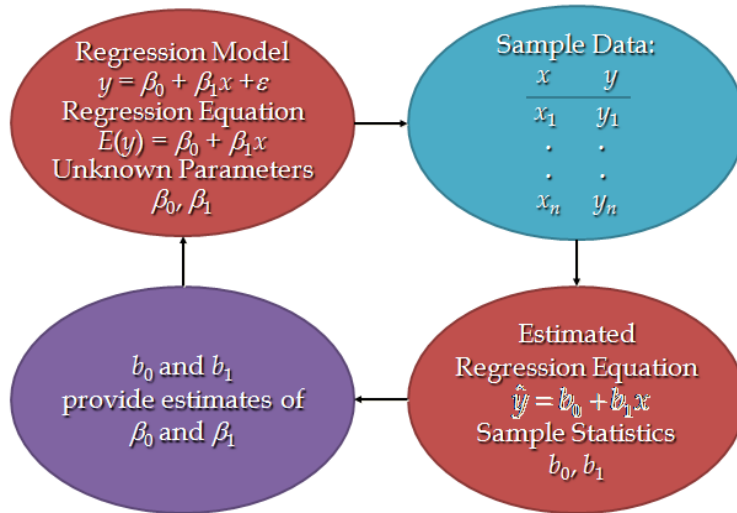 Regression Model
y = β₀ + β₁x + ε
Regression Equation
E(y) = β₀ + β₁x
Unknown Parameters
β₀, β₁
Sample Data:
x y
x₁ y₁
. .
. .
xₙ yₙ
Estimated
Regression Equation
ŷ = b₀ + b₁x
Sample Statistics
b₀, b₁
b₀ and b₁
provide estimates of
β₀ and β₁